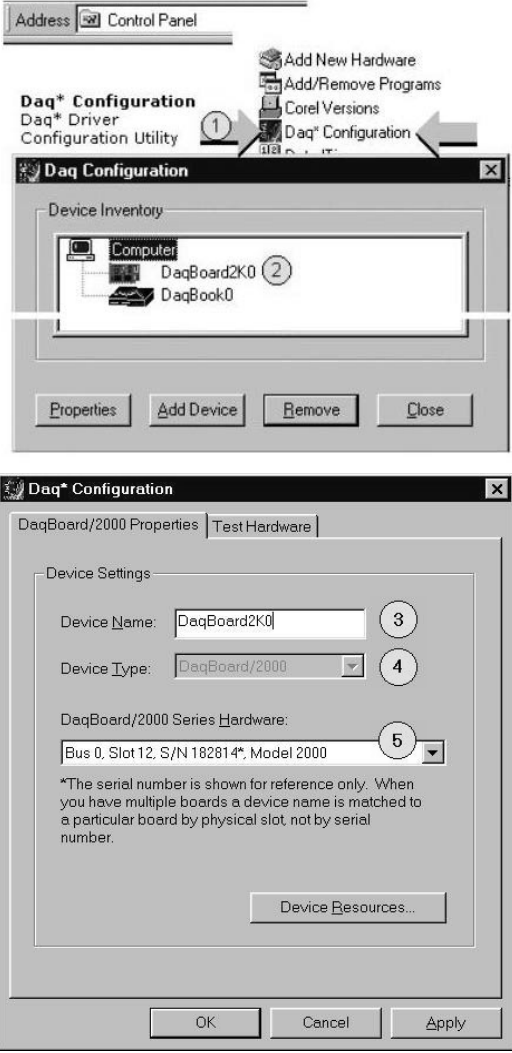 Address Control Panel
Add New Hardware
Add/Remove Programs
Corel Versions
Daq* Configuration
Daq* Configuration
Daq* Driver
Configuration Utility
1
Daq Configuration
Device Inventory
Computer
DaqBoard2K0 2
DaqBook0
Properties Add Device Remove Close
Daq* Configuration
DaqBoard/2000 Properties Test Hardware
Device Settings
Device Name: DaqBoard2K0 3
Device Type: DaqBoard/2000 4
DaqBoard/2000 Series Hardware:
5
Bus 0, Slot 12, S/N 182814*, Model 2000
*The serial number is shown for reference only. When
you have multiple boards a device name is matched to
a particular board by physical slot, not by serial
number.
Device Resources...
OK Cancel Apply